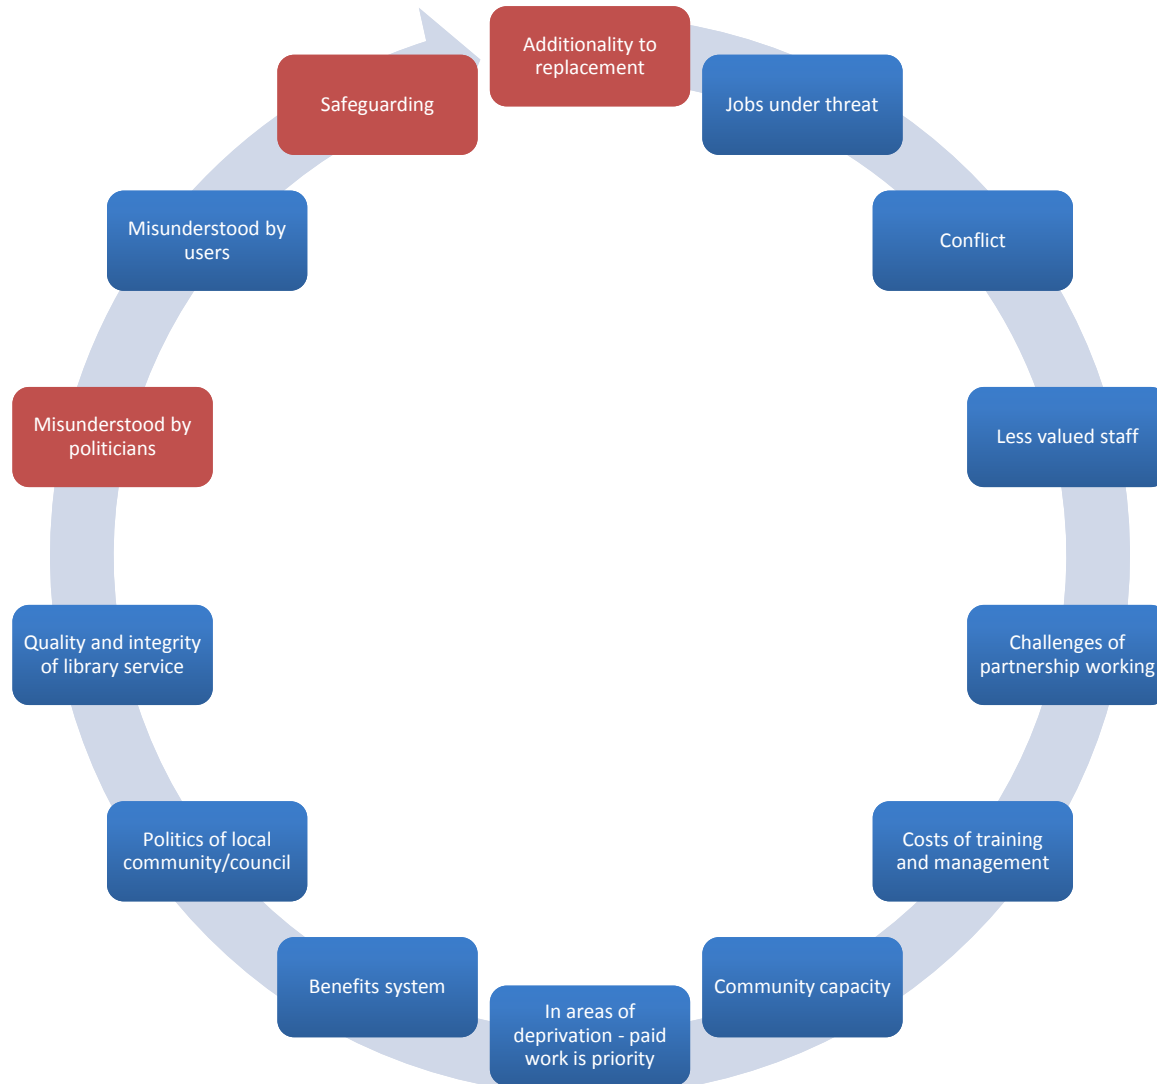 Additionality to
replacement
Jobs under threat
Conflict
Less valued staff
Challenges of
partnership working
Costs of training
and management
Community capacity
In areas of
deprivation - paid
work is priority
Benefits system
Politics of local
community/council
Quality and integrity
of library service
Misunderstood by
politicians
Misunderstood by
users
Safeguarding